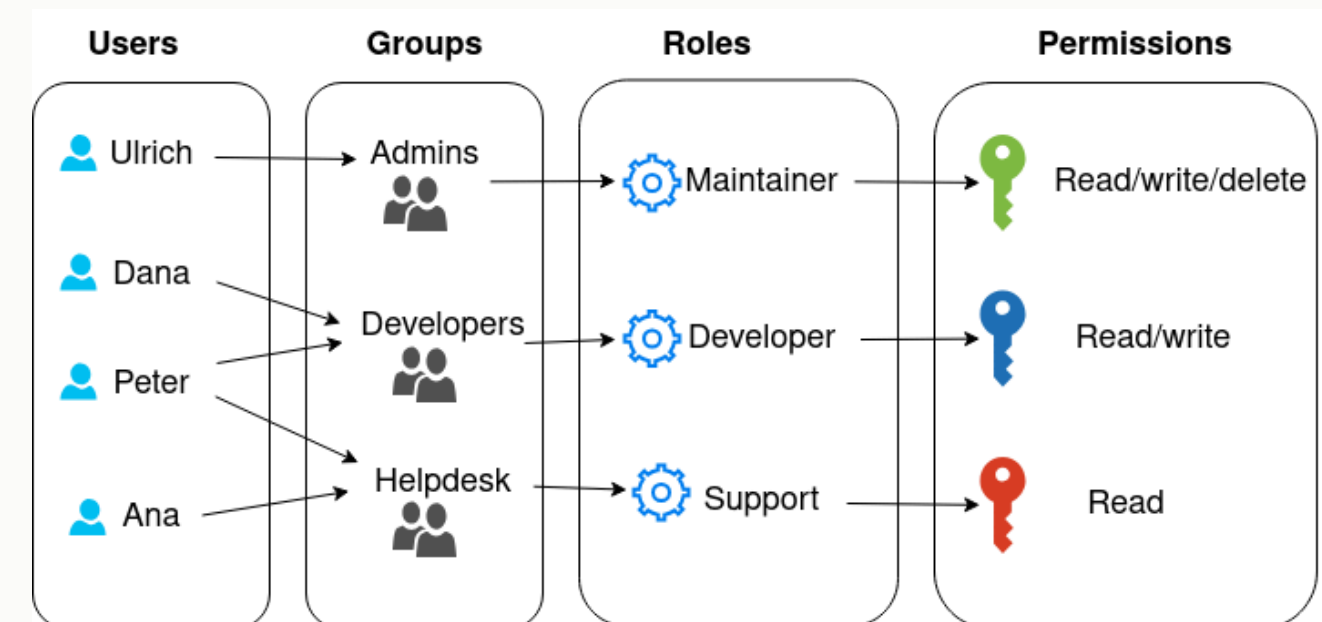 Users
Groups
Roles
Permissions
Ulrich
Admins
Maintainer
Read/write/delete
Dana
Developers
Developer
Read/write
Peter
Helpdesk
Support
Read
Ana